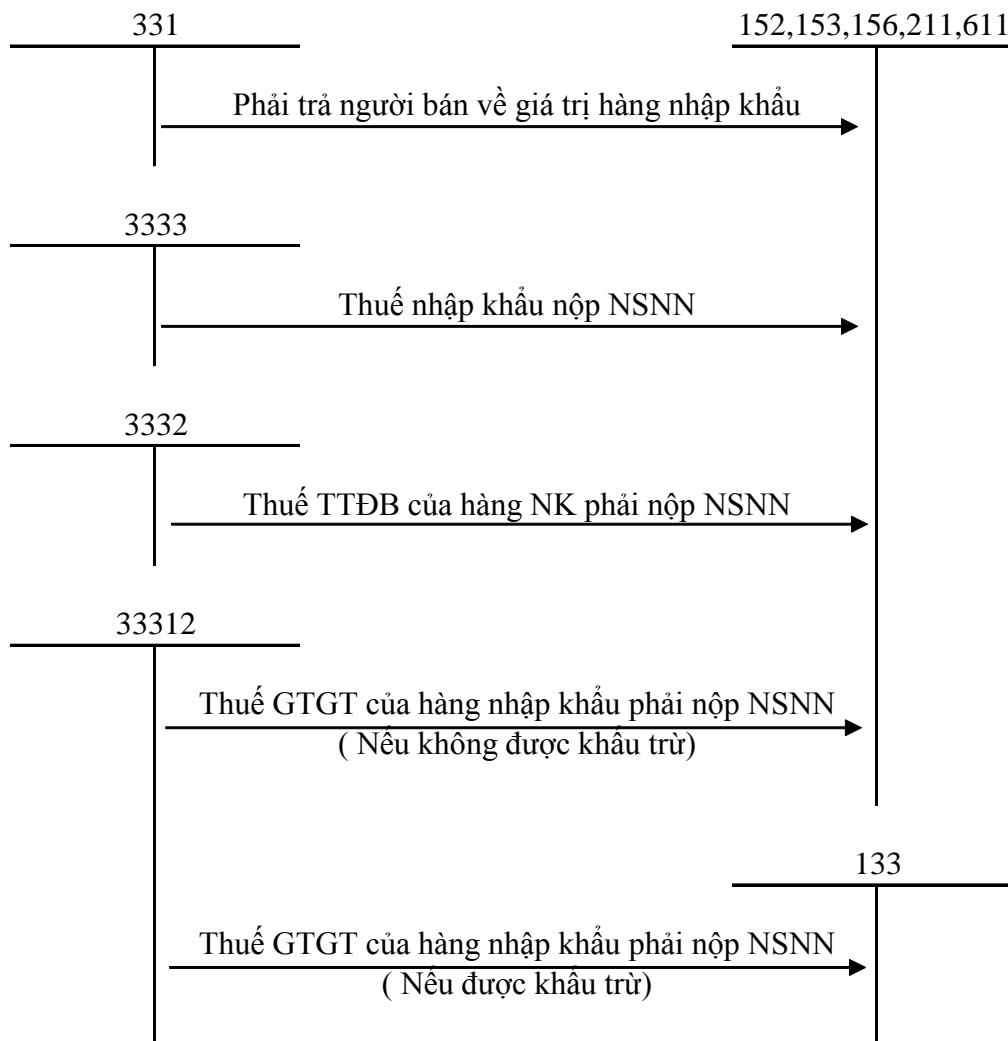 331
152,153,156,211,611
Phải trả người bán về giá trị hàng nhập khẩu
3333
Thuế nhập khẩu nộp NSNN
3332
Thuế TTĐB của hàng NK phải nộp NSNN
33312
Thuế GTGT của hàng nhập khẩu phải nộp NSNN
( Nếu không được khấu trừ)
133
Thuế GTGT của hàng nhập khẩu phải nộp NSNN
( Nếu được khấu trừ)